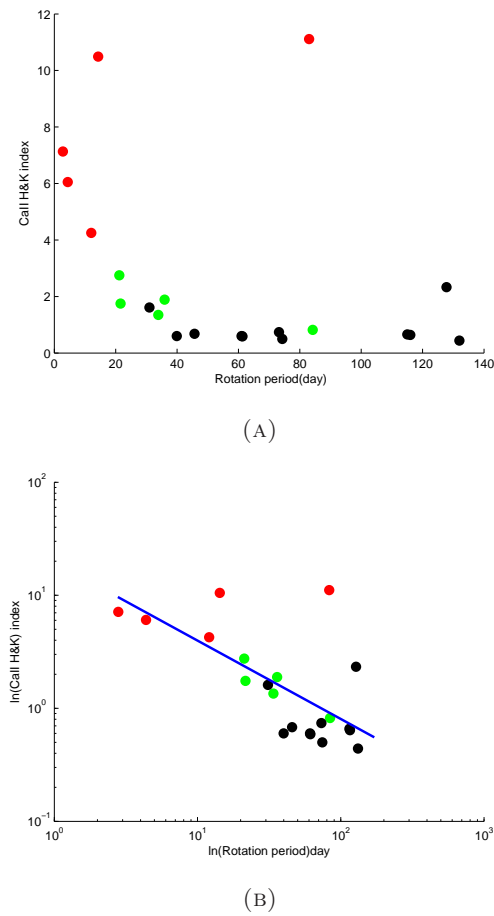 12
10
8
6
4
2
0
CaII H&K index
0 20 40 60 80 100 120 140
Rotation period(day)
(A)
10^2
10^1
10^0
10^−1
ln(CaII H&K) index
10^0 10^1 10^2 10^3
ln(Rotation period)day
(B)